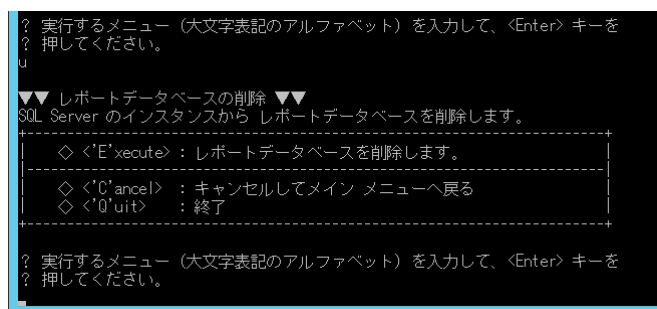 ? 実行するメニュー (大文字表記のアルファベット) を入力して、<Enter> キーを
? 押してください。
u
▼▼ レポートデータベースの削除 ▼▼
SQL Server のインスタンスから レポートデータベースを削除します。
+------------------------------------------------------------------+
| ◇ <'E'xecute> : レポートデータベースを削除します。 |
|------------------------------------------------------------------|
| ◇ <'C'ancel> : キャンセルしてメイン メニューへ戻る |
| ◇ <'Q'uit> : 終了 |
+------------------------------------------------------------------+
? 実行するメニュー (大文字表記のアルファベット) を入力して、<Enter> キーを
? 押してください。